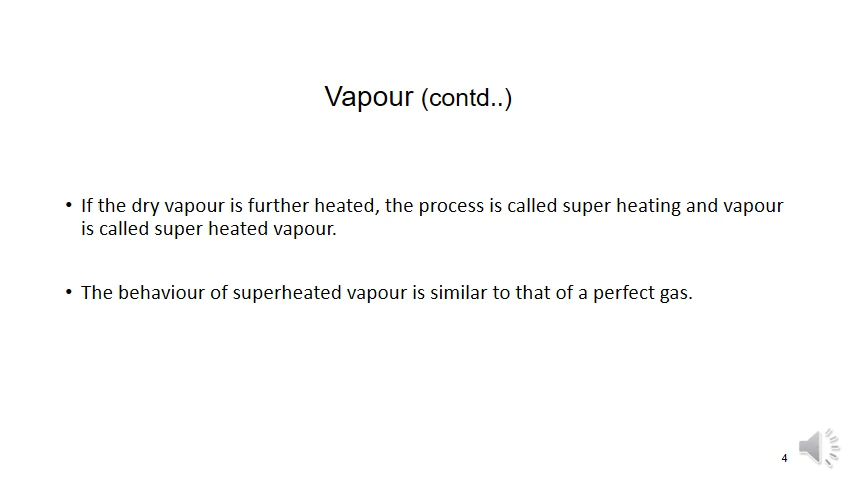 Vapour (contd..)
• If the dry vapour is further heated, the process is called super heating and vapour
is called super heated vapour.
• The behaviour of superheated vapour is similar to that of a perfect gas.
4